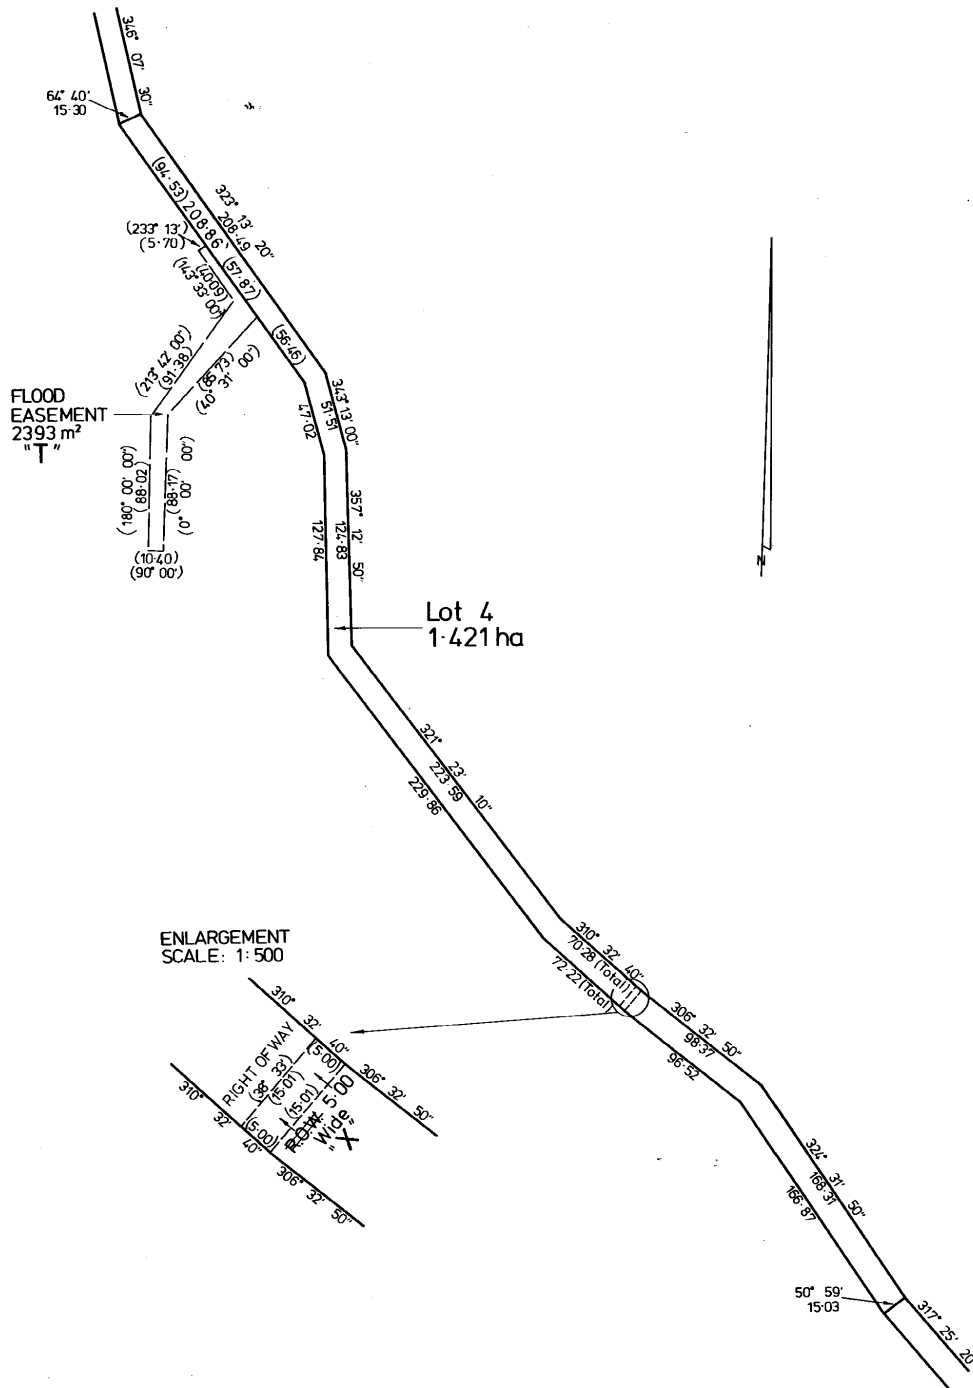 346° 07' 30"
64° 40'
15·30
(94·53) 208·86
323° 13' 20"
208·49
(233° 13')
(5·70)
(57·87)
(40·09)
(143° 33' 00")
(56·46)
(213° 42' 00")
(91·38)
(85·73)
(40° 31' 00")
FLOOD
EASEMENT
2393 m²
"T"
343° 13' 00"
51·51
47·02
(180° 00' 00")
(88·02)
(88·17)
(0° 00' 00")
(10·40)
(90° 00')
357° 12' 50"
124·83
127·84
N
Lot 4
1·421 ha
321° 23' 10"
223·59
229·86
ENLARGEMENT
SCALE: 1:500
310° 32' 40"
70·28 (Total)
72·22 (Total)
306° 32' 50"
98·37
96·52
310° 32' 40"
306° 32' 50"
RIGHT OF WAY
(38° 33')
(15·01)
(5·00)
(15·01)
(5·00)
R.O.W. 5·00
Wide
"X"
310° 32' 40"
306° 32' 50"
324° 31' 50"
168·31
166·87
50° 59'
15·03
317° 25' 20